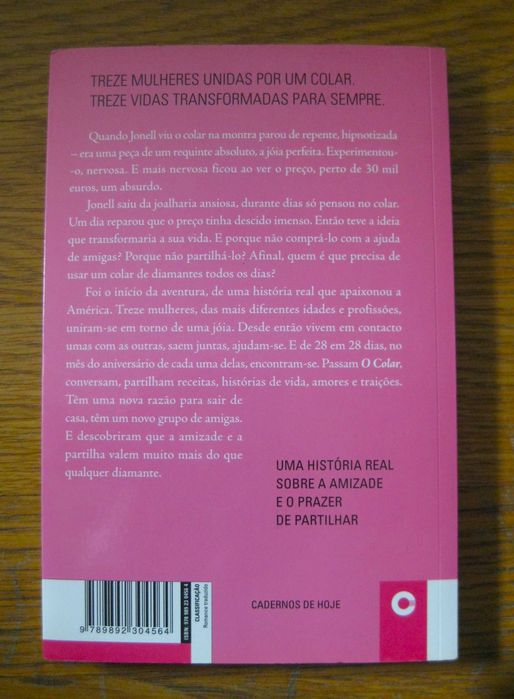 TREZE MULHERES UNIDAS POR UM COLAR.
TREZE VIDAS TRANSFORMADAS PARA SEMPRE.
Quando Jonell viu o colar na montra parou de repente, hipnotizada
– era uma peça de um requinte absoluto, a jóia perfeita. Experimentou-
-o, nervosa. E mais nervosa ficou ao ver o preço, perto de 30 mil
euros, um absurdo.
Jonell saiu da joalharia ansiosa, durante dias só pensou no colar.
Um dia reparou que o preço tinha descido imenso. Então teve a ideia
que transformaria a sua vida. E porque não comprá-lo com a ajuda
de amigas? Porque não partilhá-lo? Afinal, quem é que precisa de
usar um colar de diamantes todos os dias?
Foi o início da aventura, de uma história real que apaixonou a
América. Treze mulheres, das mais diferentes idades e profissões,
uniram-se em torno de uma jóia. Desde então vivem em contacto
umas com as outras, saem juntas, ajudam-se. E de 28 em 28 dias, no
mês do aniversário de cada uma delas, encontram-se. Passam O Colar,
conversam, partilham receitas, histórias de vida, amores e traições.
Têm uma nova razão para sair de
casa, têm um novo grupo de amigas.
E descobriram que a amizade e a
partilha valem muito mais do que
qualquer diamante.
UMA HISTÓRIA REAL
SOBRE A AMIZADE
E O PRAZER
DE PARTILHAR
9 789892 304564
ISBN: 978 989 23 0456 4
CLASSIFICAÇÃO
Romance traduzido
CADERNOS DE HOJE